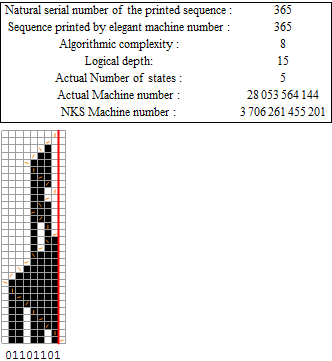 Natural serial number of the printed sequence : 365
Sequence printed by elegant machine number : 365
Algorithmic complexity : 8
Logical depth: 15
Actual Number of states : 5
Actual Machine number : 28 053 564 144
NKS Machine number : 3 706 261 455 201
01101101